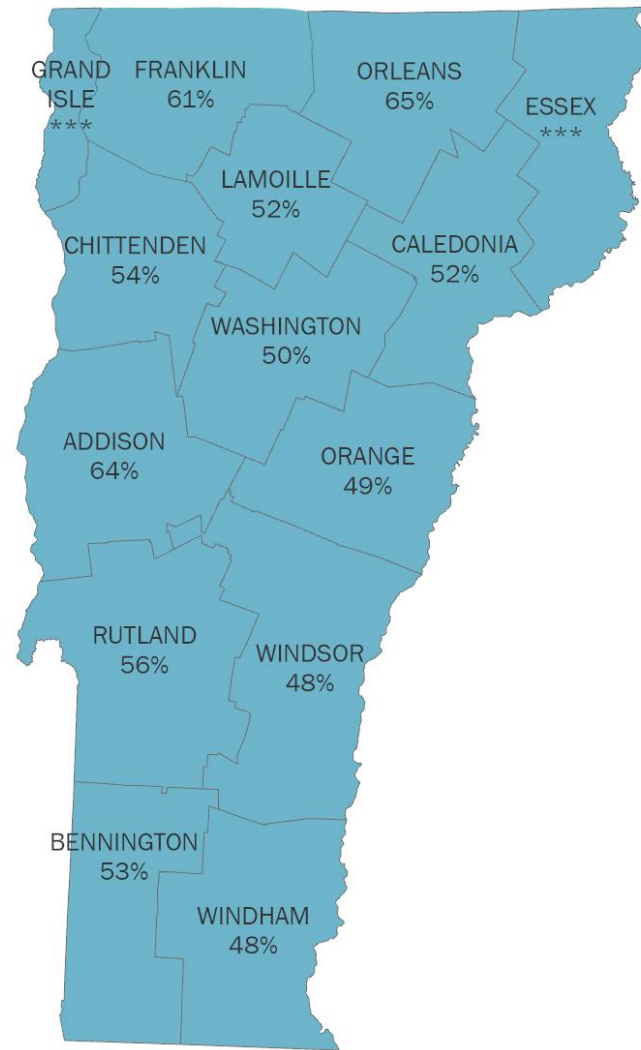 GRAND
ISLE
***
FRANKLIN
61%
ORLEANS
65%
ESSEX
***
LAMOILLE
52%
CHITTENDEN
54%
CALEDONIA
52%
WASHINGTON
50%
ADDISON
64%
ORANGE
49%
RUTLAND
56%
WINDSOR
48%
BENNINGTON
53%
WINDHAM
48%